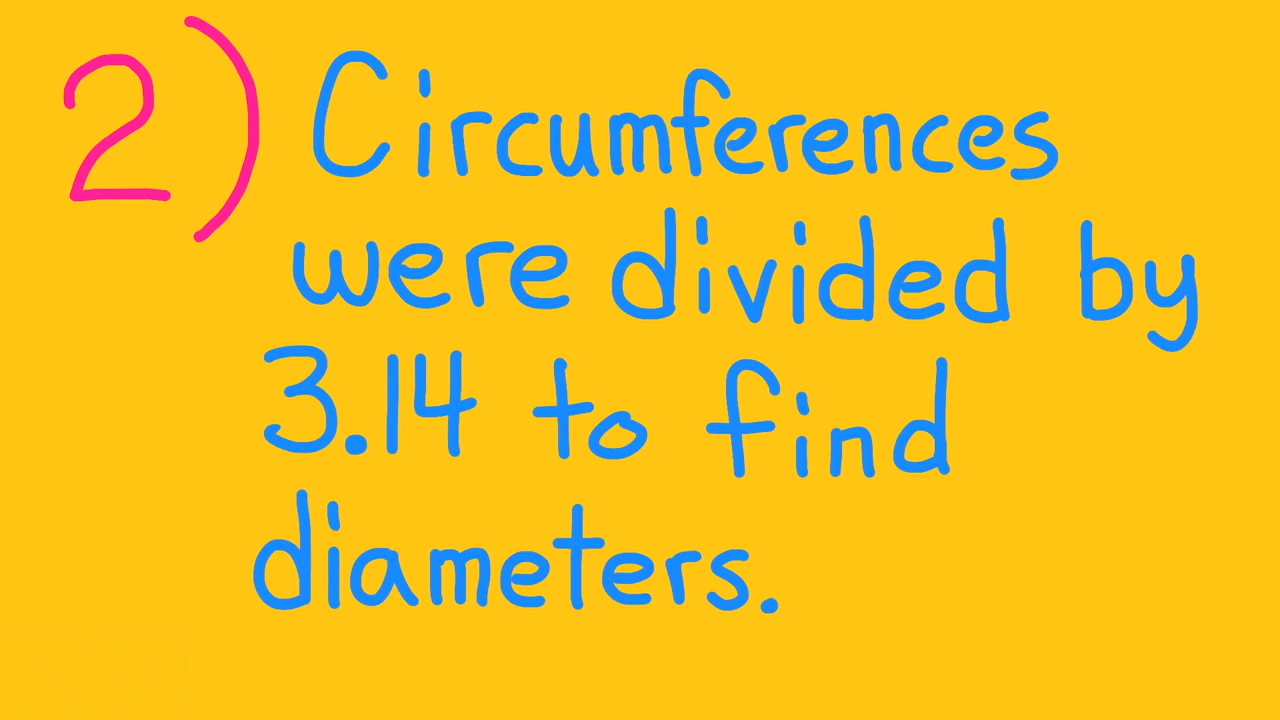 2) Circumferences
were divided by
3.14 to find
diameters.